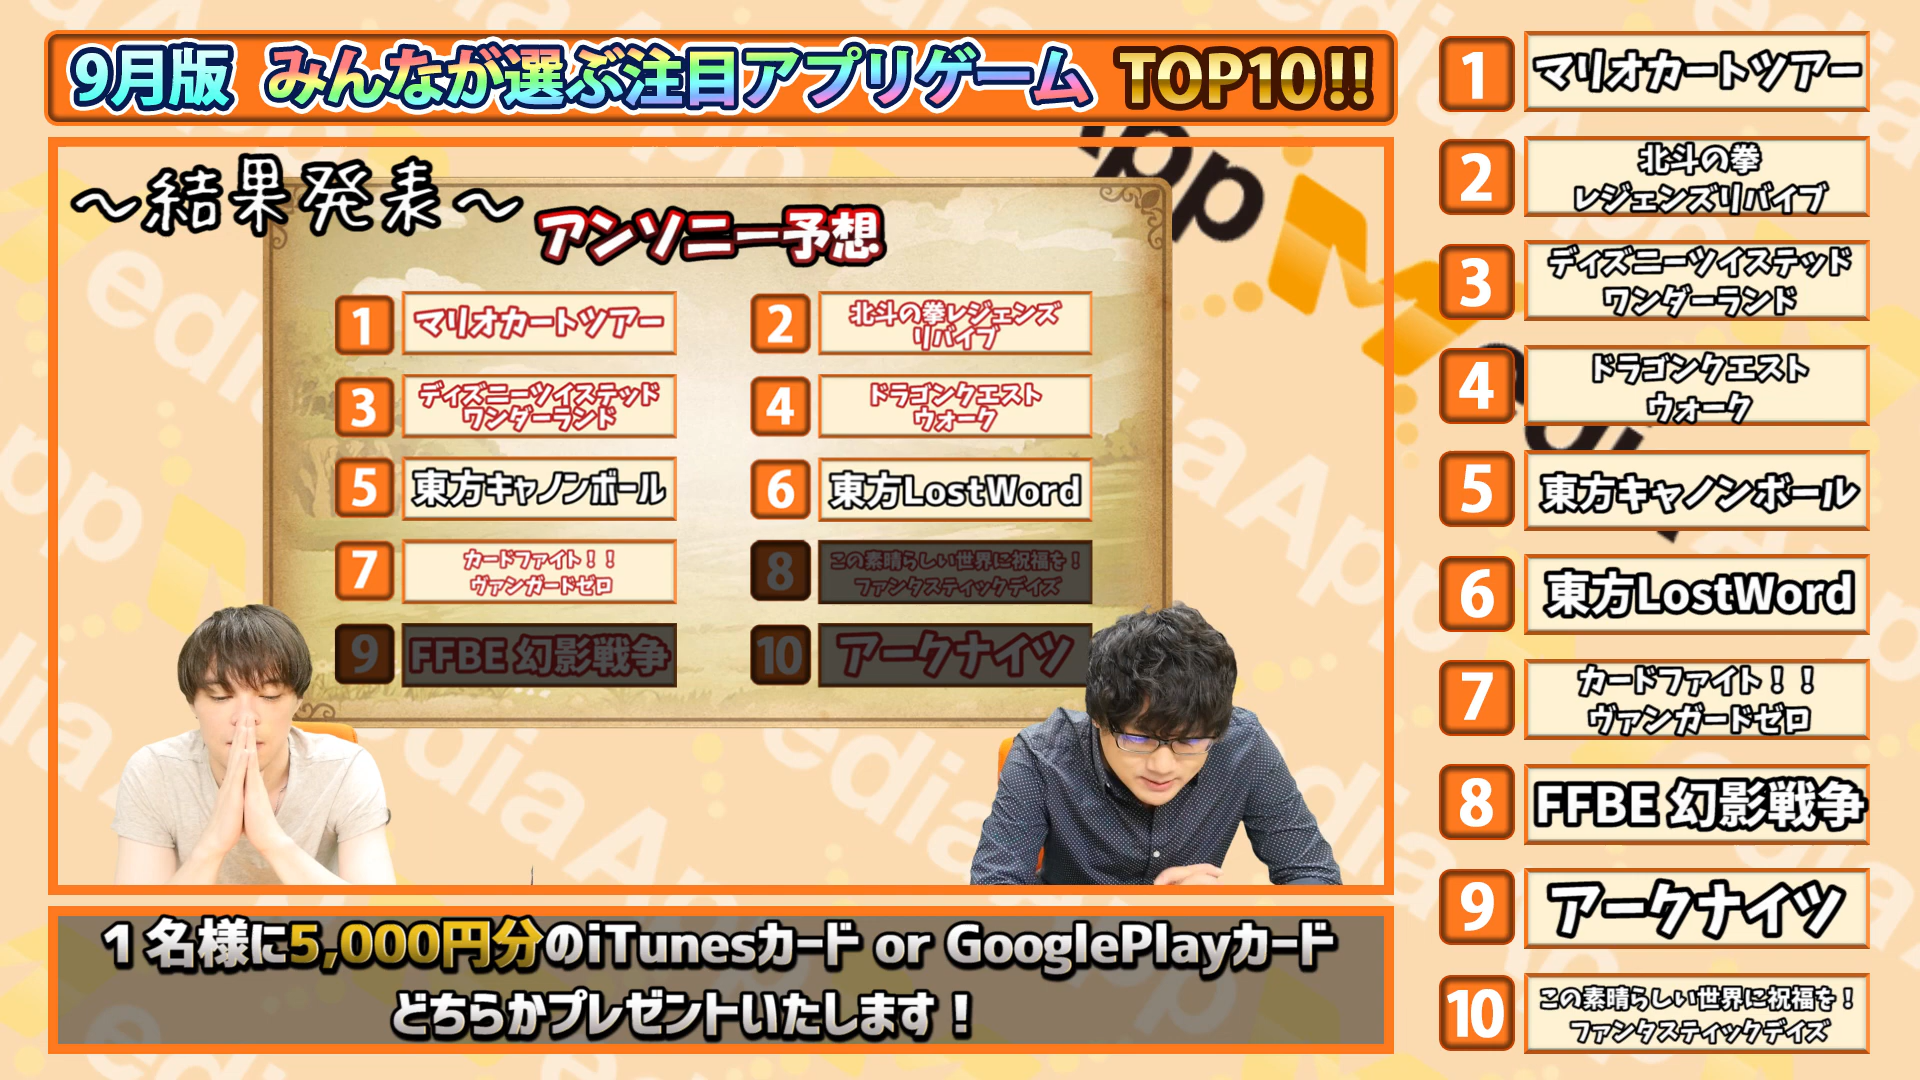 9月版 みんなが選ぶ注目アプリゲーム TOP10!!
～結果発表～
アンソニー予想
1 マリオカートツアー
2 北斗の拳レジェンズ
リバイブ
3 ディズニーツイステッド
ワンダーランド
4 ドラゴンクエスト
ウォーク
5 東方キャノンボール
6 東方LostWord
7 カードファイト！！
ヴァンガードゼロ
8 この素晴らしい世界に祝福を！
ファンタスティックデイズ
9 FFBE 幻影戦争
10 アークナイツ
１名様に5,000円分のiTunesカード or GooglePlayカード
どちらかプレゼントいたします！
1 マリオカートツアー
2 北斗の拳
レジェンズリバイブ
3 ディズニーツイステッド
ワンダーランド
4 ドラゴンクエスト
ウォーク
5 東方キャノンボール
6 東方LostWord
7 カードファイト！！
ヴァンガードゼロ
8 FFBE 幻影戦争
9 アークナイツ
10 この素晴らしい世界に祝福を！
ファンタスティックデイズ